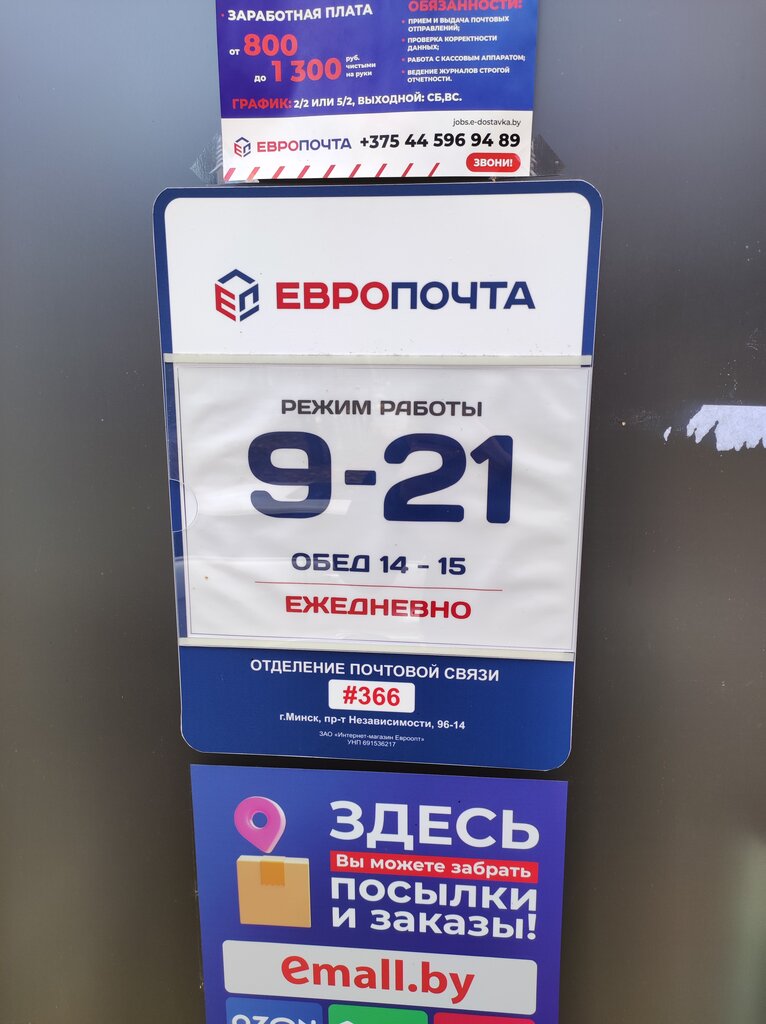 ЗАРАБОТНАЯ ПЛАТА
от 800
до 1 300 руб. чистыми на руки
ОБЯЗАННОСТИ:
• ПРИЕМ И ВЫДАЧА ПОЧТОВЫХ
ОТПРАВЛЕНИЙ;
• ПРОВЕРКА КОРРЕКТНОСТИ
ДАННЫХ;
• РАБОТА С КАССОВЫМ АППАРАТОМ;
• ВЕДЕНИЕ ЖУРНАЛОВ СТРОГОЙ
ОТЧЕТНОСТИ.
ГРАФИК: 2/2 ИЛИ 5/2, ВЫХОДНОЙ: СБ,ВС.
jobs.e-dostavka.by
ЕВРОПОЧТА +375 44 596 94 89
ЗВОНИ!
ЕП ЕВРОПОЧТА
РЕЖИМ РАБОТЫ
9-21
ОБЕД 14 – 15
ЕЖЕДНЕВНО
ОТДЕЛЕНИЕ ПОЧТОВОЙ СВЯЗИ
#366
г.Минск, пр-т Независимости, 96-14
ЗАО «Интернет-магазин Евроопт»
УНП 691536217
ЗДЕСЬ
Вы можете забрать
посылки
и заказы!
emall.by
OZON